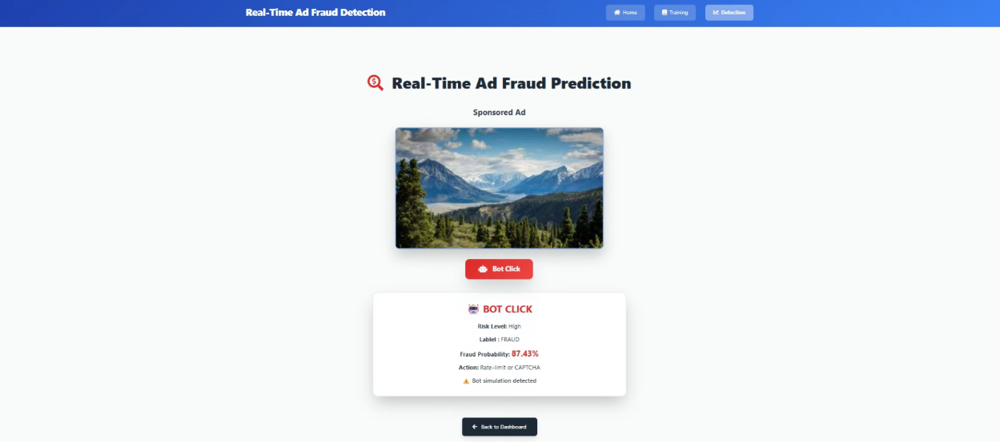 Real-Time Ad Fraud Detection
Home
Training
Detection
Real-Time Ad Fraud Prediction
Sponsored Ad
Bot Click
BOT CLICK
Risk Level: High
Lablel : FRAUD
Fraud Probability: 87.43%
Action: Rate-limit or CAPTCHA
Bot simulation detected
Back to Dashboard